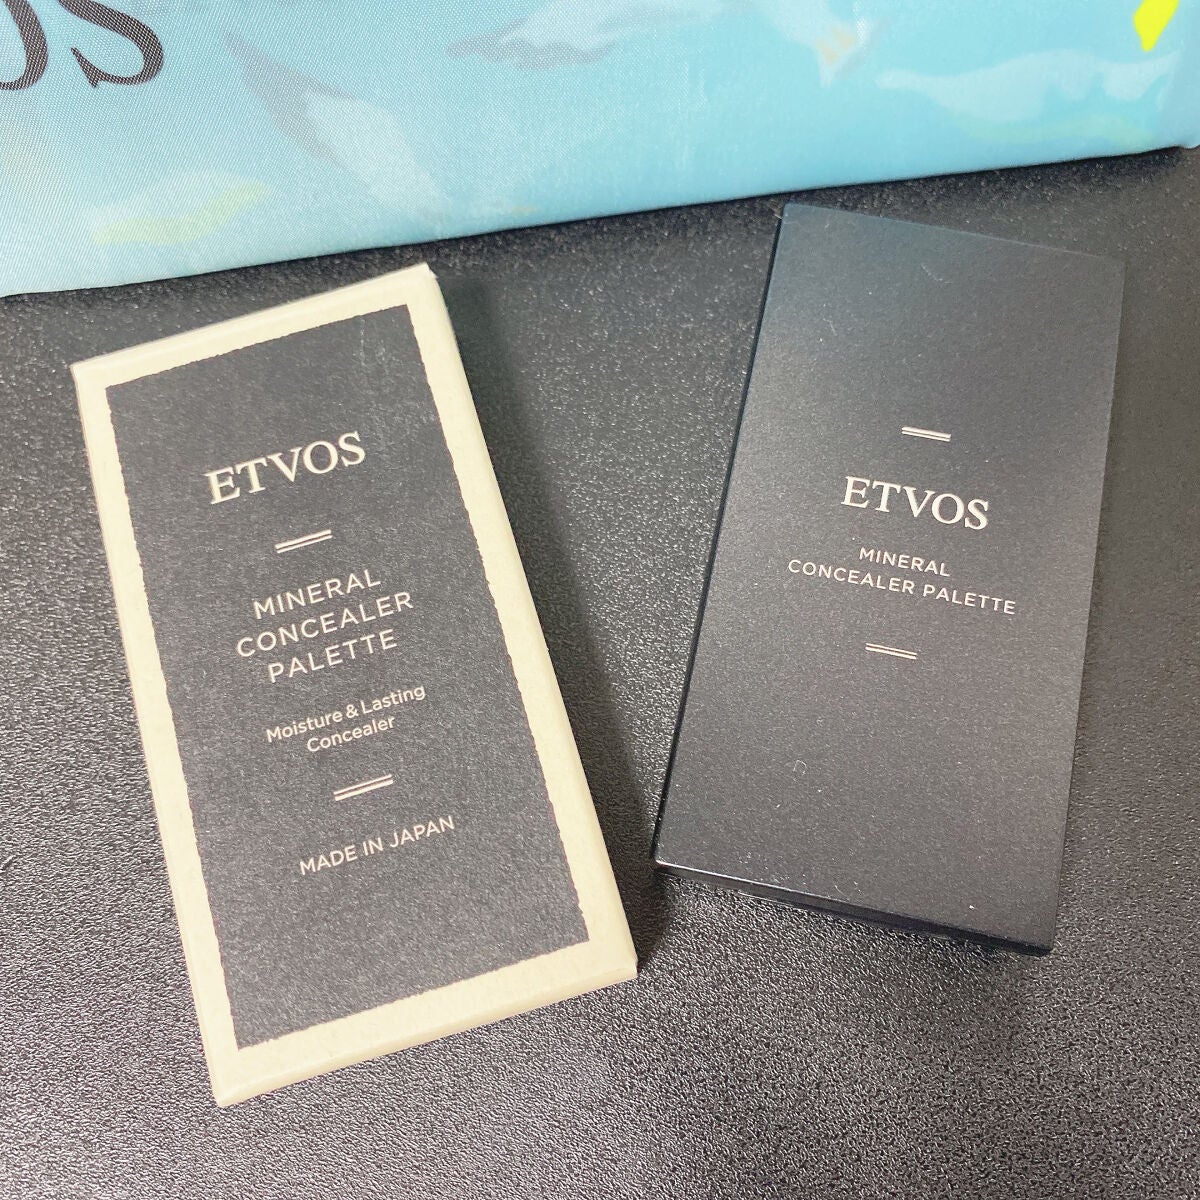 ETVOS
MINERAL
CONCEALER
PALETTE
Moisture & Lasting
Concealer
MADE IN JAPAN
ETVOS
MINERAL
CONCEALER PALETTE